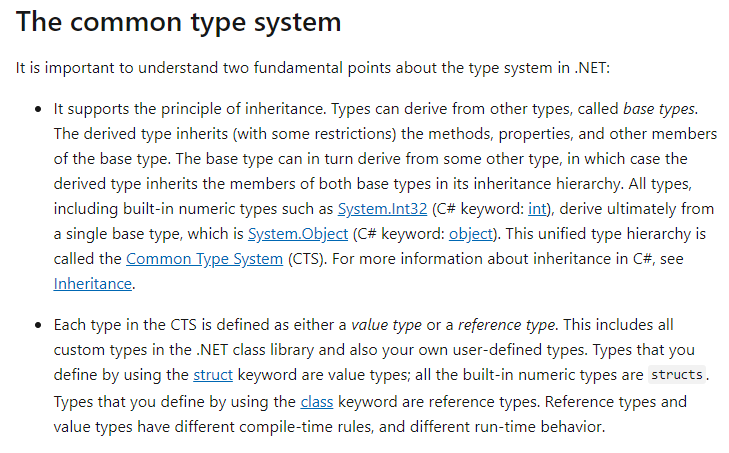 The common type system
It is important to understand two fundamental points about the type system in .NET:
• It supports the principle of inheritance. Types can derive from other types, called base types.
The derived type inherits (with some restrictions) the methods, properties, and other members
of the base type. The base type can in turn derive from some other type, in which case the
derived type inherits the members of both base types in its inheritance hierarchy. All types,
including built-in numeric types such as System.Int32 (C# keyword: int), derive ultimately from
a single base type, which is System.Object (C# keyword: object). This unified type hierarchy is
called the Common Type System (CTS). For more information about inheritance in C#, see
Inheritance.
• Each type in the CTS is defined as either a value type or a reference type. This includes all
custom types in the .NET class library and also your own user-defined types. Types that you
define by using the struct keyword are value types; all the built-in numeric types are structs.
Types that you define by using the class keyword are reference types. Reference types and
value types have different compile-time rules, and different run-time behavior.